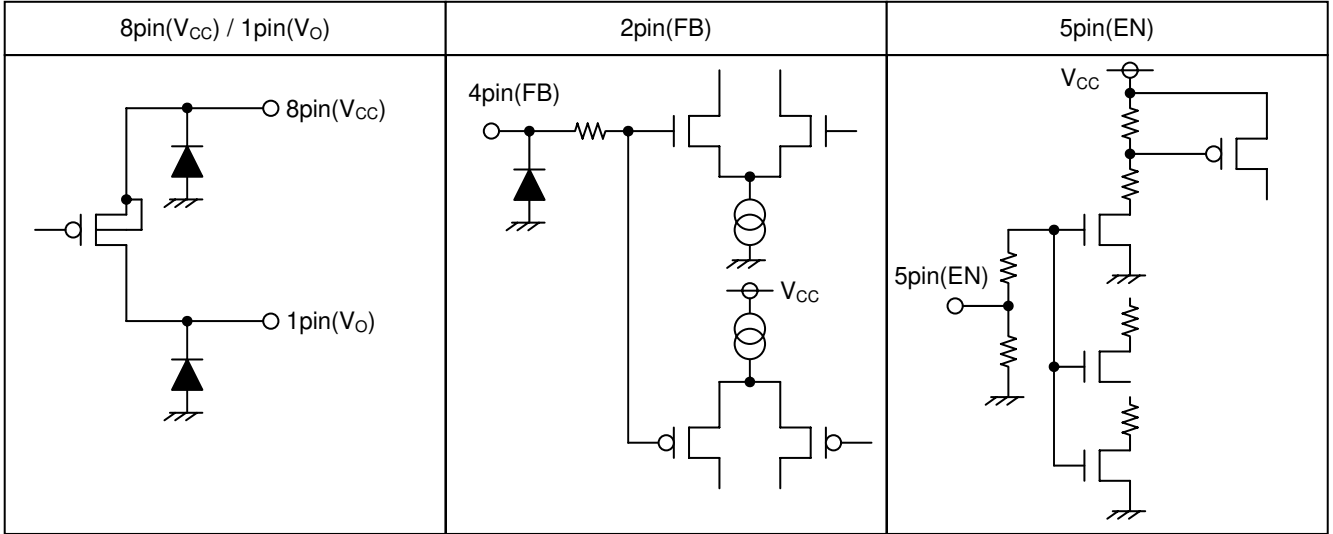 8pin(VCC) / 1pin(VO)
2pin(FB)
5pin(EN)
8pin(VCC)
1pin(VO)
4pin(FB)
VCC
VCC
5pin(EN)